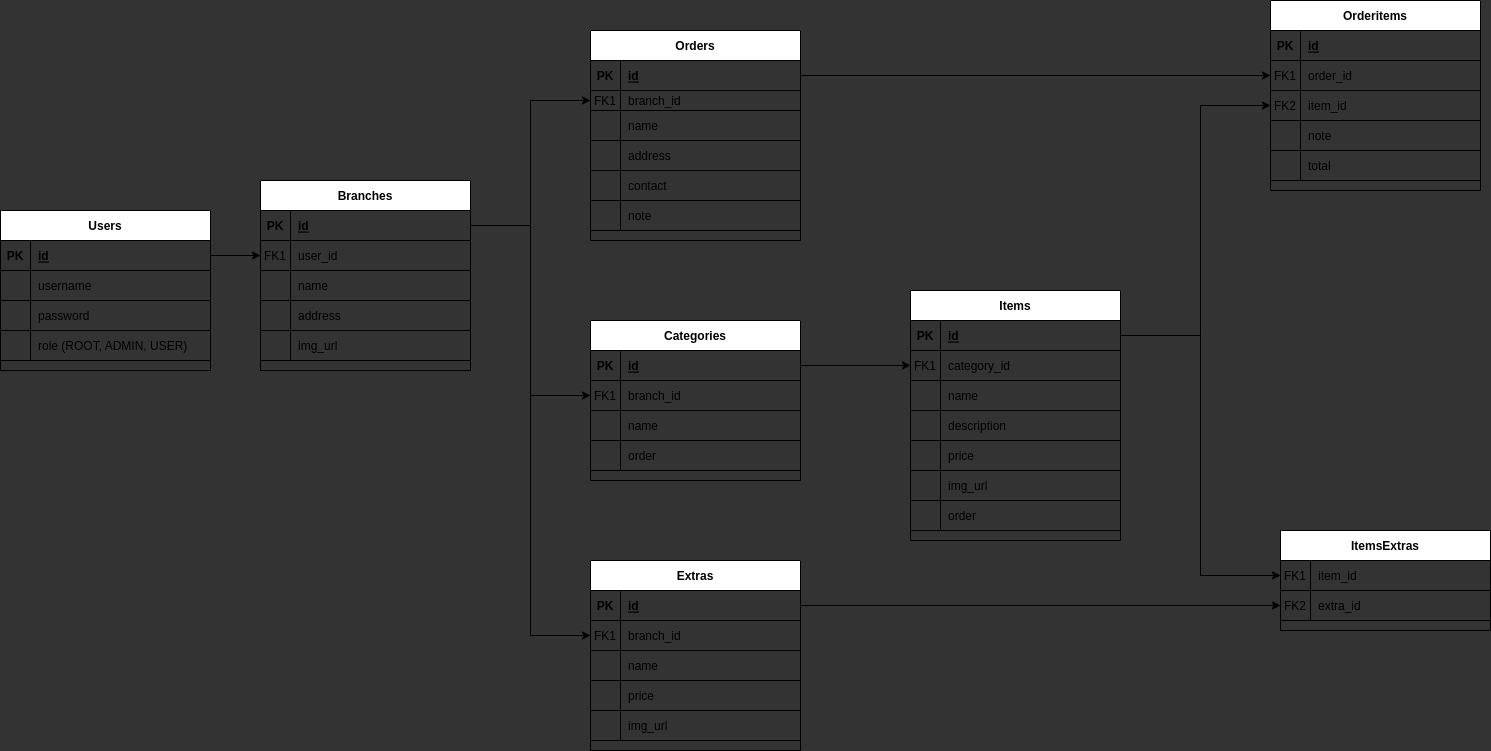 Users
PK id
username
password
role (ROOT, ADMIN, USER)
Branches
PK id
FK1 user_id
name
address
img_url
Orders
PK id
FK1 branch_id
name
address
contact
note
Categories
PK id
FK1 branch_id
name
order
Extras
PK id
FK1 branch_id
name
price
img_url
Items
PK id
FK1 category_id
name
description
price
img_url
order
Orderitems
PK id
FK1 order_id
FK2 item_id
note
total
ItemsExtras
FK1 item_id
FK2 extra_id